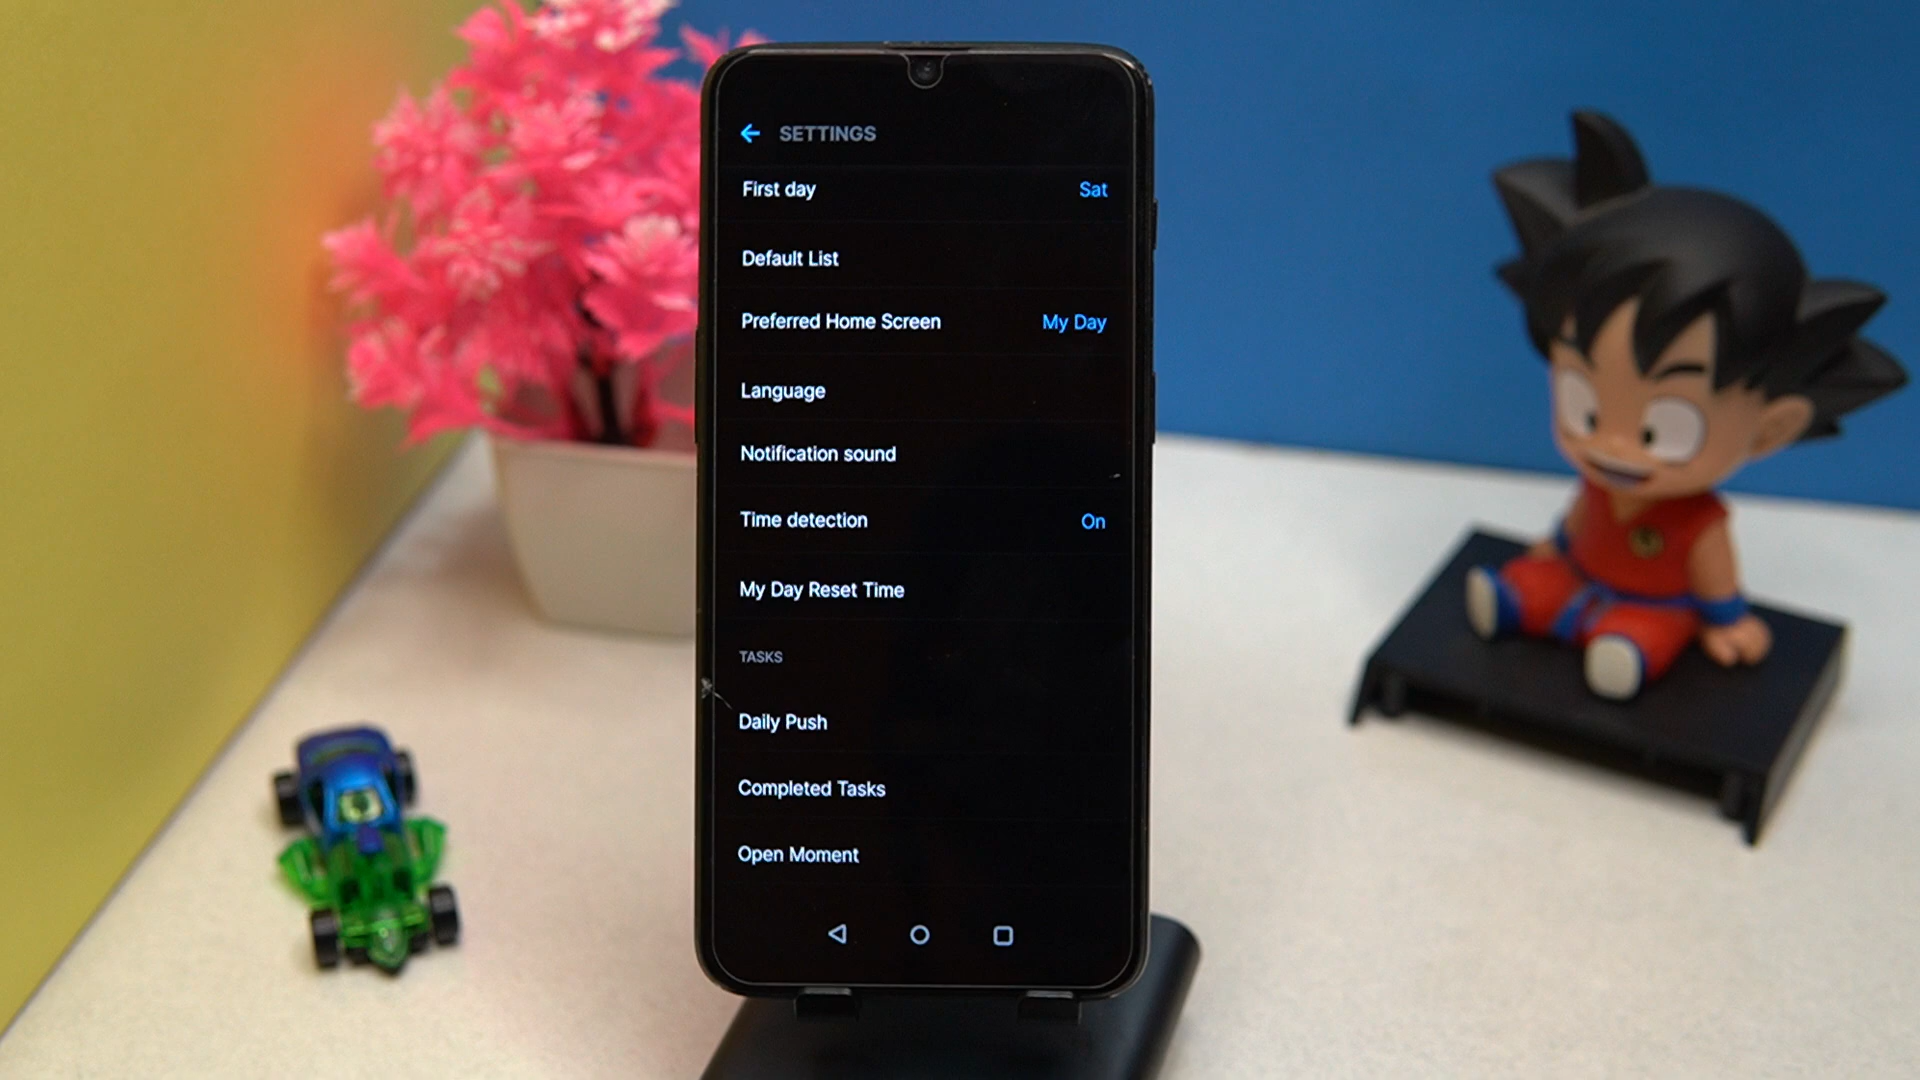 SETTINGS
First day Sat
Default List
Preferred Home Screen My Day
Language
Notification sound
Time detection On
My Day Reset Time
TASKS
Daily Push
Completed Tasks
Open Moment